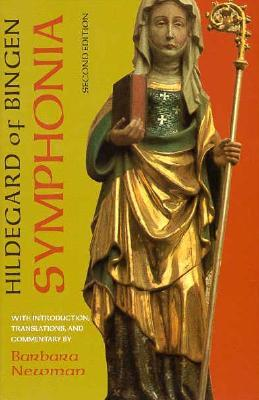 HILDEGARD of BINGEN
SYMPHONIA
SECOND EDITION
WITH INTRODUCTION,
TRANSLATIONS, AND
COMMENTARY BY
Barbara
Newman